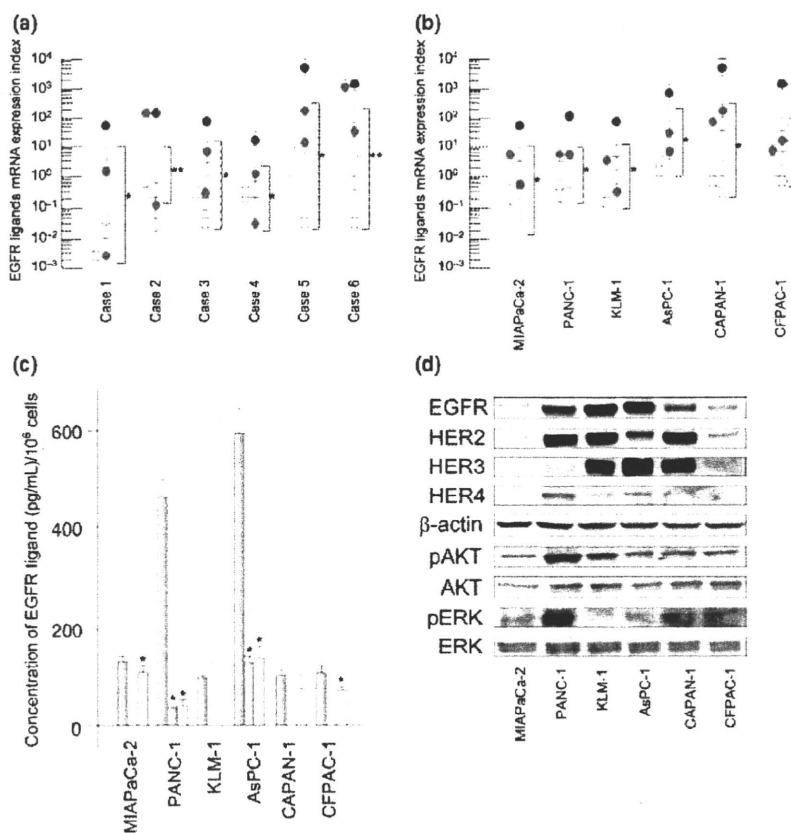 (a)
EGFR ligands mRNA expression index
10⁴
10³
10²
10¹
10⁰
10⁻¹
10⁻²
10⁻³
*
**
*
*
*
**
Case 1
Case 2
Case 3
Case 4
Case 5
Case 6
(b)
EGFR ligands mRNA expression index
10⁴
10³
10²
10¹
10⁰
10⁻¹
10⁻²
10⁻³
*
*
*
*
*
MIAPaCa-2
PANC-1
KLM-1
AsPC-1
CAPAN-1
CFPAC-1
(c)
Concentration of EGFR ligand (pg/mL)/10⁶ cells
600
400
200
0
*
*
*
*
*
*
MIAPaCa-2
PANC-1
KLM-1
AsPC-1
CAPAN-1
CFPAC-1
(d)
EGFR
HER2
HER3
HER4
β-actin
pAKT
AKT
pERK
ERK
MIAPaCa-2
PANC-1
KLM-1
AsPC-1
CAPAN-1
CFPAC-1